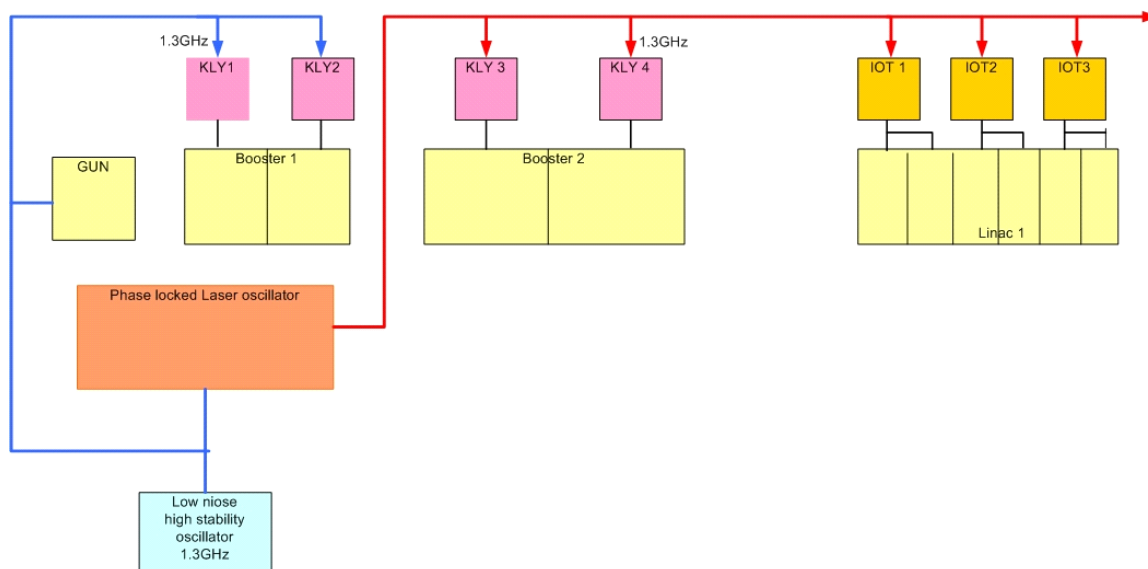 1.3GHz
1.3GHz
KLY1
KLY2
KLY 3
KLY 4
IOT 1
IOT2
IOT3
GUN
Booster 1
Booster 2
Linac 1
Phase locked Laser oscillator
Low niose
high stability
oscillator
1.3GHz